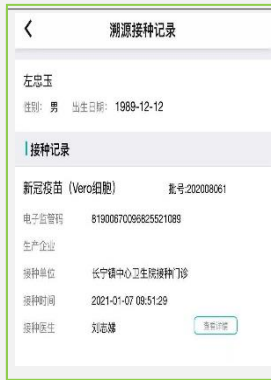 溯源接种记录
左忠玉
性别: 男 出生日期: 1989-12-12
接种记录
新冠疫苗 (Vero细胞) 批号:202008061
电子监管码 81900670096825521089
生产企业
接种单位 长宁镇中心卫生院接种门诊
接种时间 2021-01-07 09:51:29
接种医生 刘志娣
查看详情